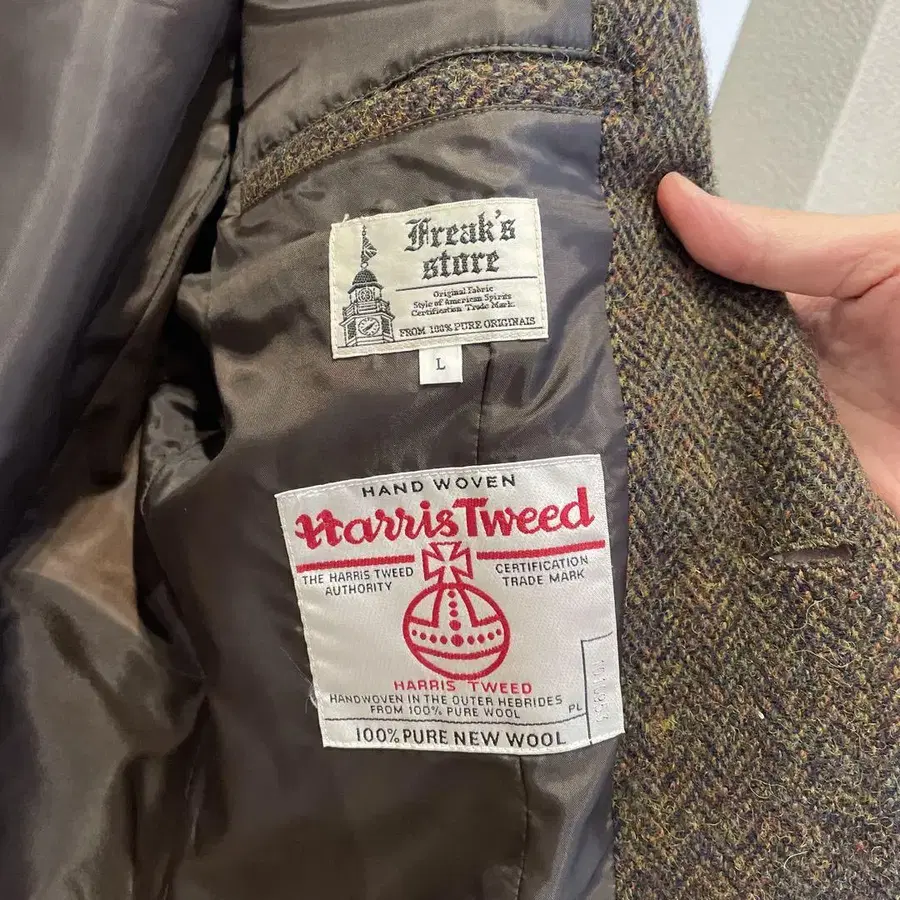 Freak's
store
Original Fabric
Style of American Spirits
Certification Trade Mark.
FROM 100% PURE ORIGINALS
L
HAND WOVEN
Harris Tweed
THE HARRIS TWEED
AUTHORITY
CERTIFICATION
TRADE MARK
HARRIS TWEED
HANDWOVEN IN THE OUTER HEBRIDES
FROM 100% PURE WOOL
PL
100% PURE NEW WOOL